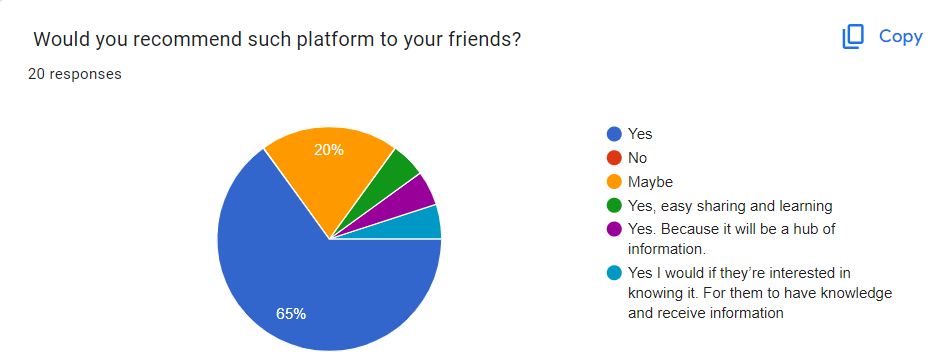 Would you recommend such platform to your friends?
Copy
20 responses
20%
65%
Yes
No
Maybe
Yes, easy sharing and learning
Yes. Because it will be a hub of
information.
Yes I would if they’re interested in
knowing it. For them to have knowledge
and receive information